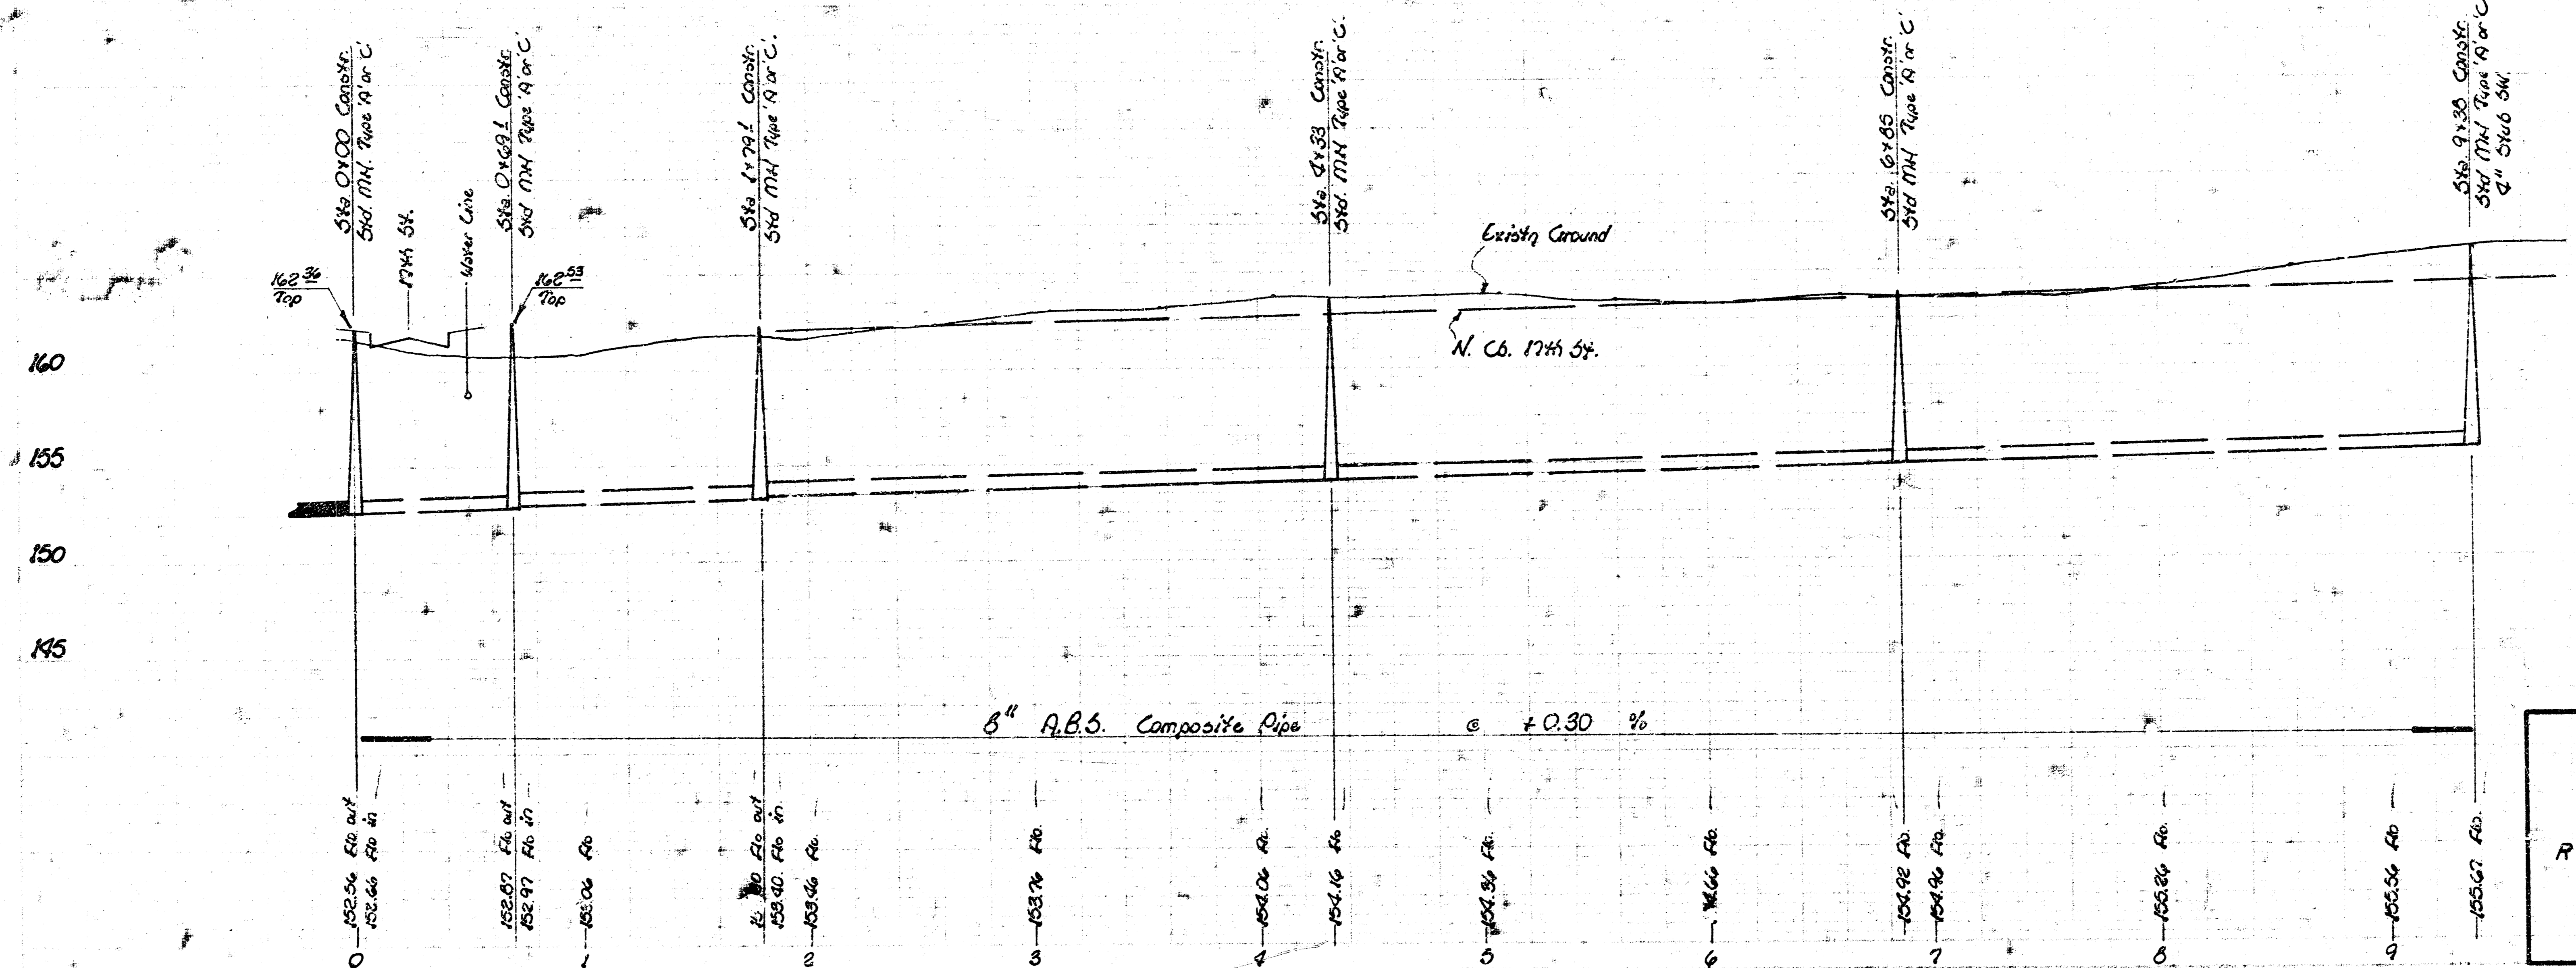 Sta. 0+00 Constr.
Std. MH. Type 'A' or 'C'
17th St.
Water Line
Sta. 0+69± Constr.
Std MH Type 'A' or 'C'
Sta. 1+79± Constr.
Std MH Type 'A' or 'C'.
Sta. 4+33 Constr.
Std. MH Type 'A' or 'C'.
Sta. 6+85 Constr.
Std MH Type 'A' or 'C'
Sta. 9+38 Constr.
Std MH Type 'A' or 'C'
4" Stub SW.
162.36
Top
162.53
Top
Existg Ground
N. Cb. 17th St.
160
155
150
145
8" A.B.S. Composite Pipe @ +0.30 %
152.56 Flo out
152.66 Flo in
152.87 Flo out
152.97 Flo in
153.06 Flo
Flo out
153.40 Flo in
153.46 Flo.
153.76 Flo.
154.06 Flo.
154.16 Flo
154.36 Flo.
Flo.
154.92 Flo.
154.96 Flo.
155.26 Flo.
155.56 Flo
155.67 Flo.
0 1 2 3 4 5 6 7 8 9
R